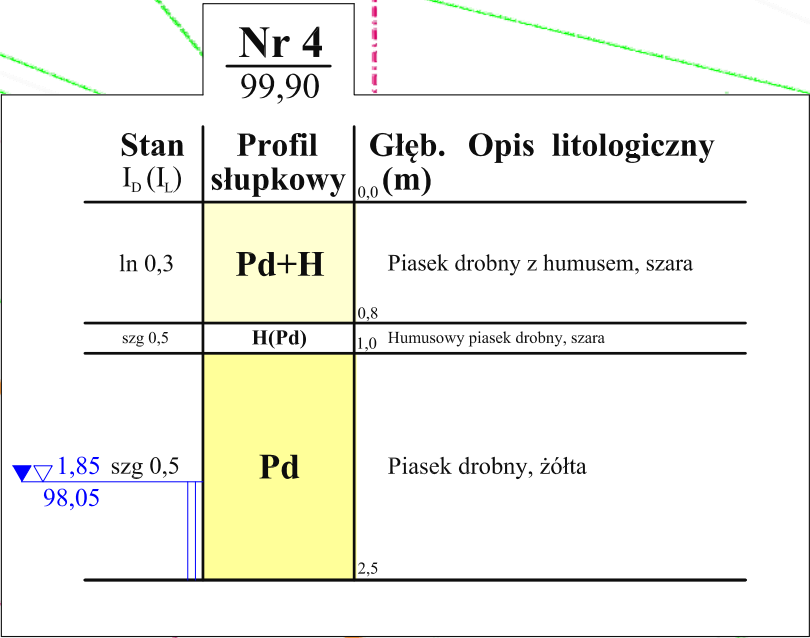 Nr 4
99,90
Stan Profil Głęb. Opis litologiczny
I_D (I_L) słupkowy 0,0 (m)
ln 0,3 Pd+H Piasek drobny z humusem, szara
0,8
szg 0,5 H(Pd) 1,0 Humusowy piasek drobny, szara
1,85 szg 0,5 Pd Piasek drobny, żółta
98,05
2,5